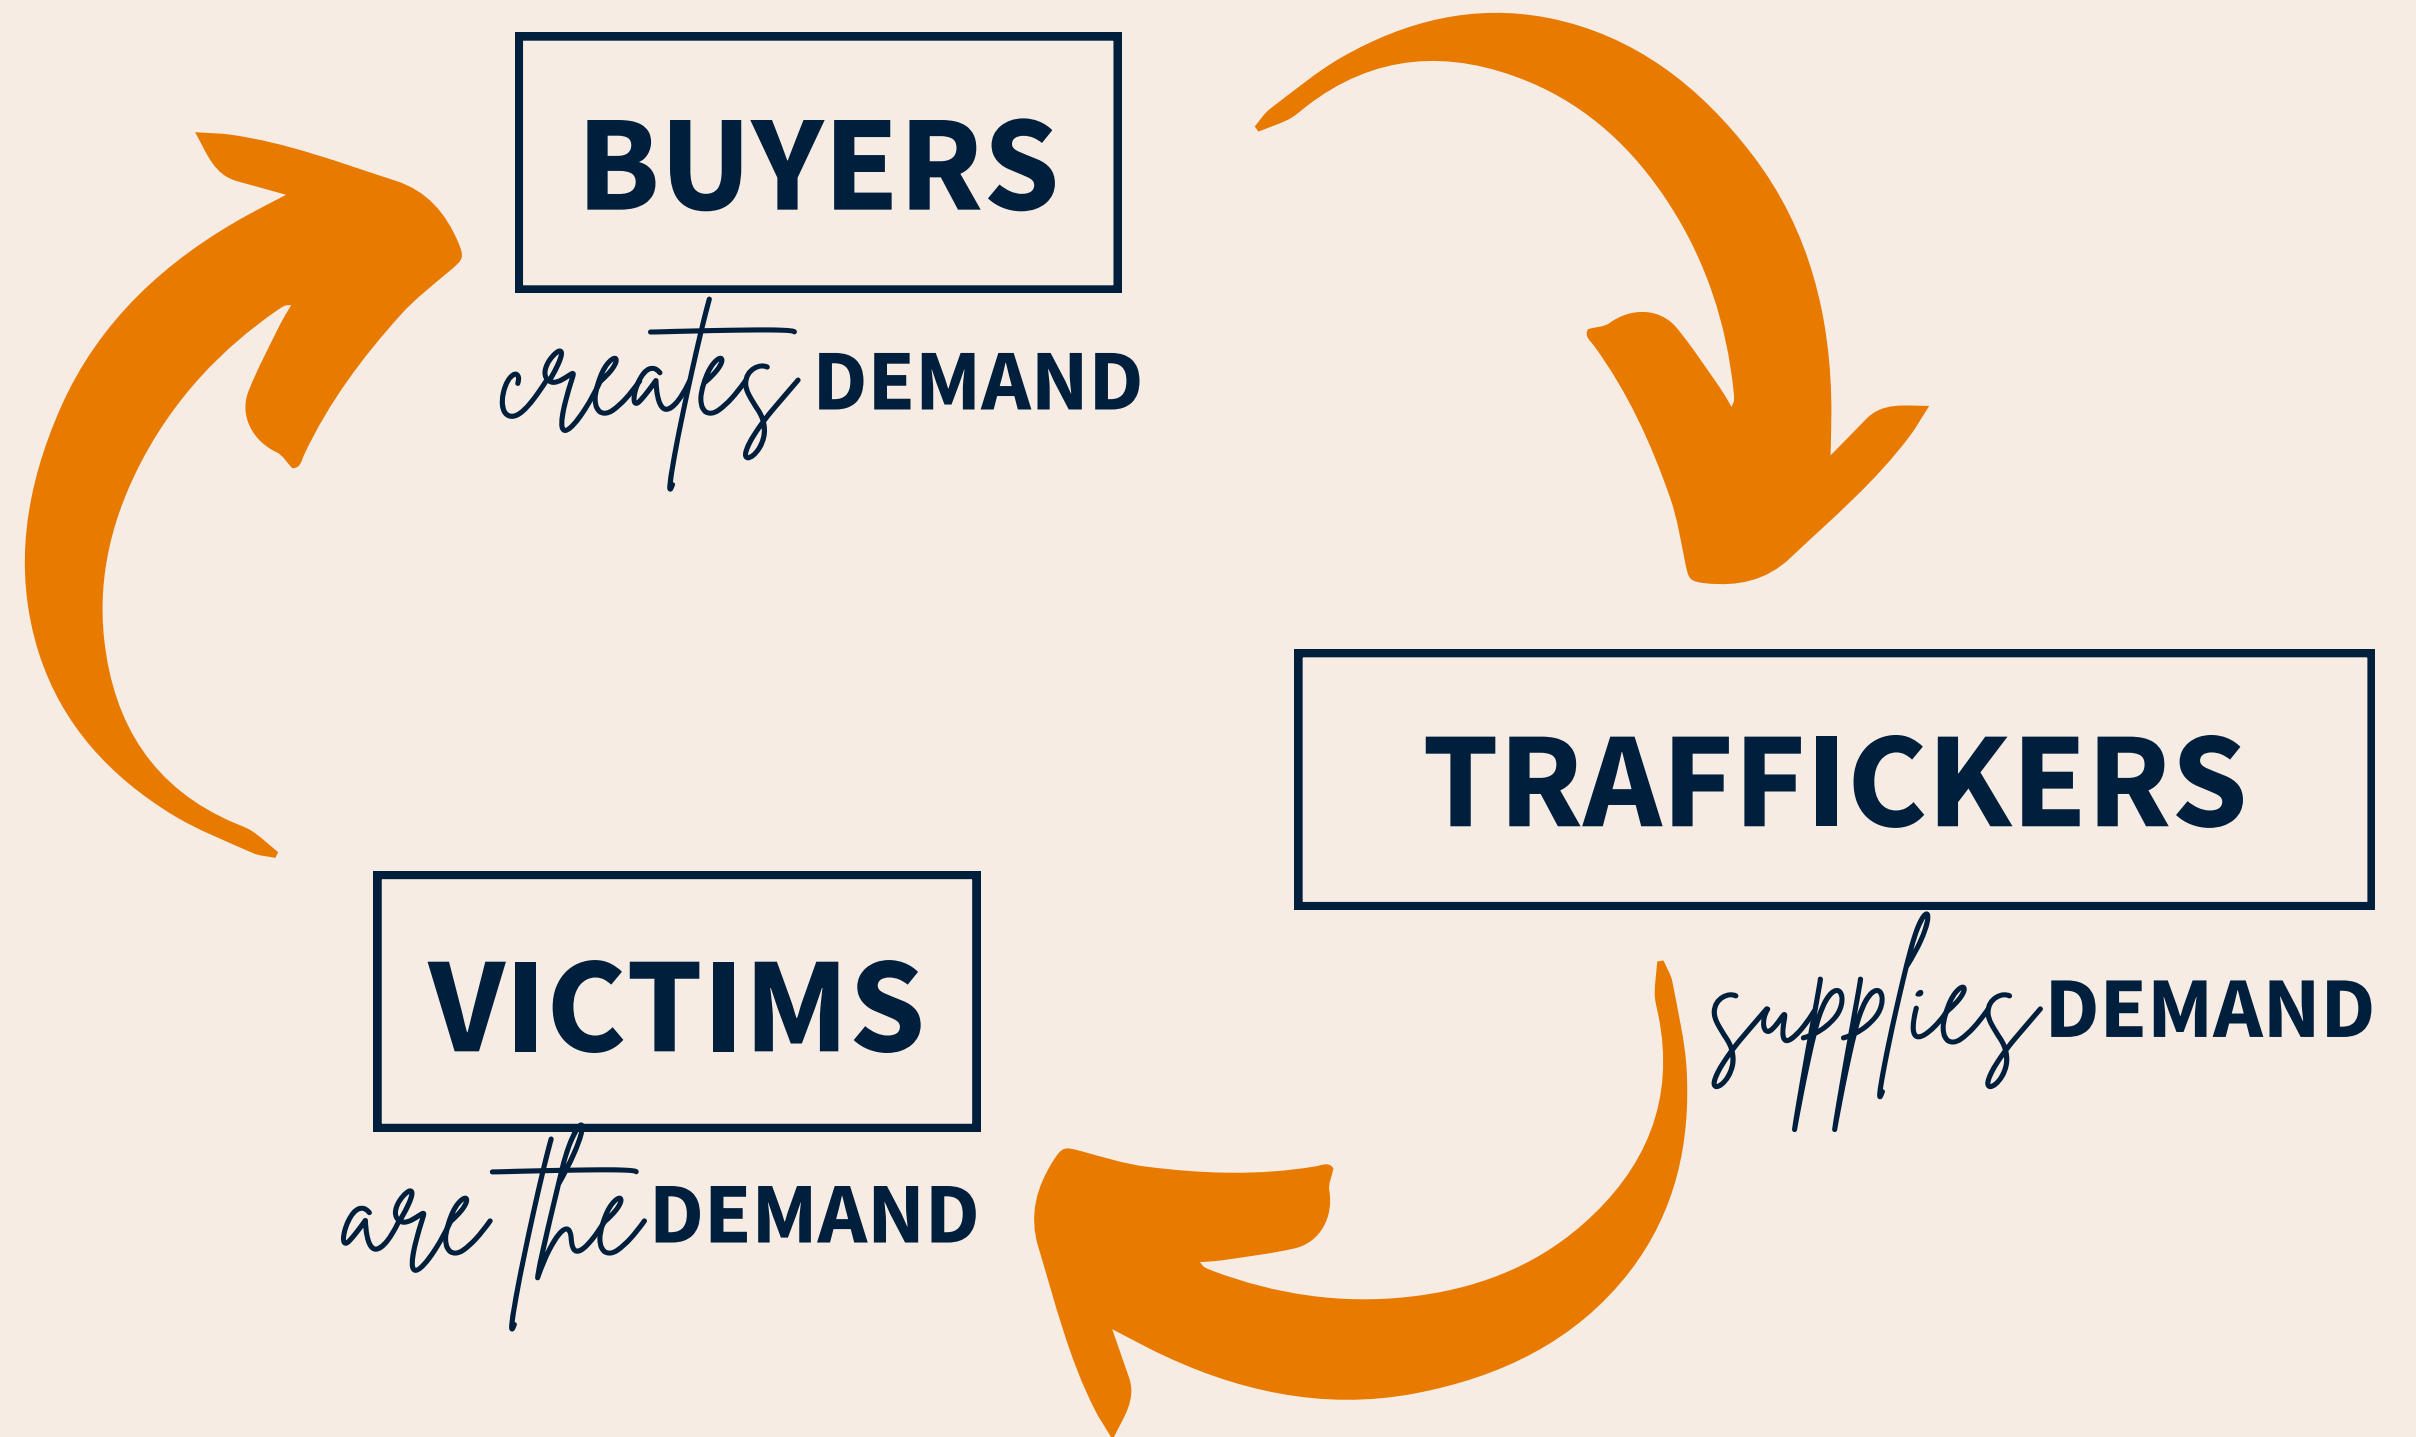 BUYERS
creates DEMAND
TRAFFICKERS
supplies DEMAND
VICTIMS
are the DEMAND